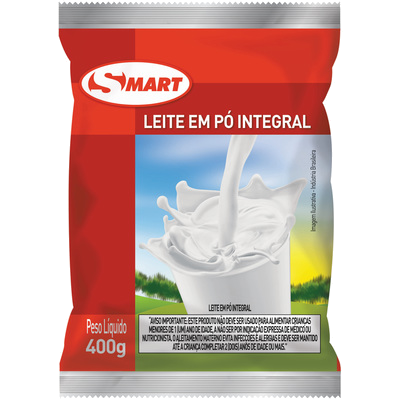 SMART
LEITE EM PÓ INTEGRAL
Imagem Ilustrativa - Indústria Brasileira
LEITE EM PÓ INTEGRAL
"AVISO IMPORTANTE: ESTE PRODUTO NÃO DEVE SER USADO PARA ALIMENTAR CRIANÇAS
MENORES DE 1 (UM) ANO DE IDADE, A NÃO SER POR INDICAÇÃO EXPRESSA DE MÉDICO OU
NUTRICIONISTA. O ALEITAMENTO MATERNO EVITA INFECÇÕES E ALERGIAS E DEVE SER MANTIDO
ATÉ A CRIANÇA COMPLETAR 2 (DOIS) ANOS DE IDADE OU MAIS."
Peso Líquido
400g